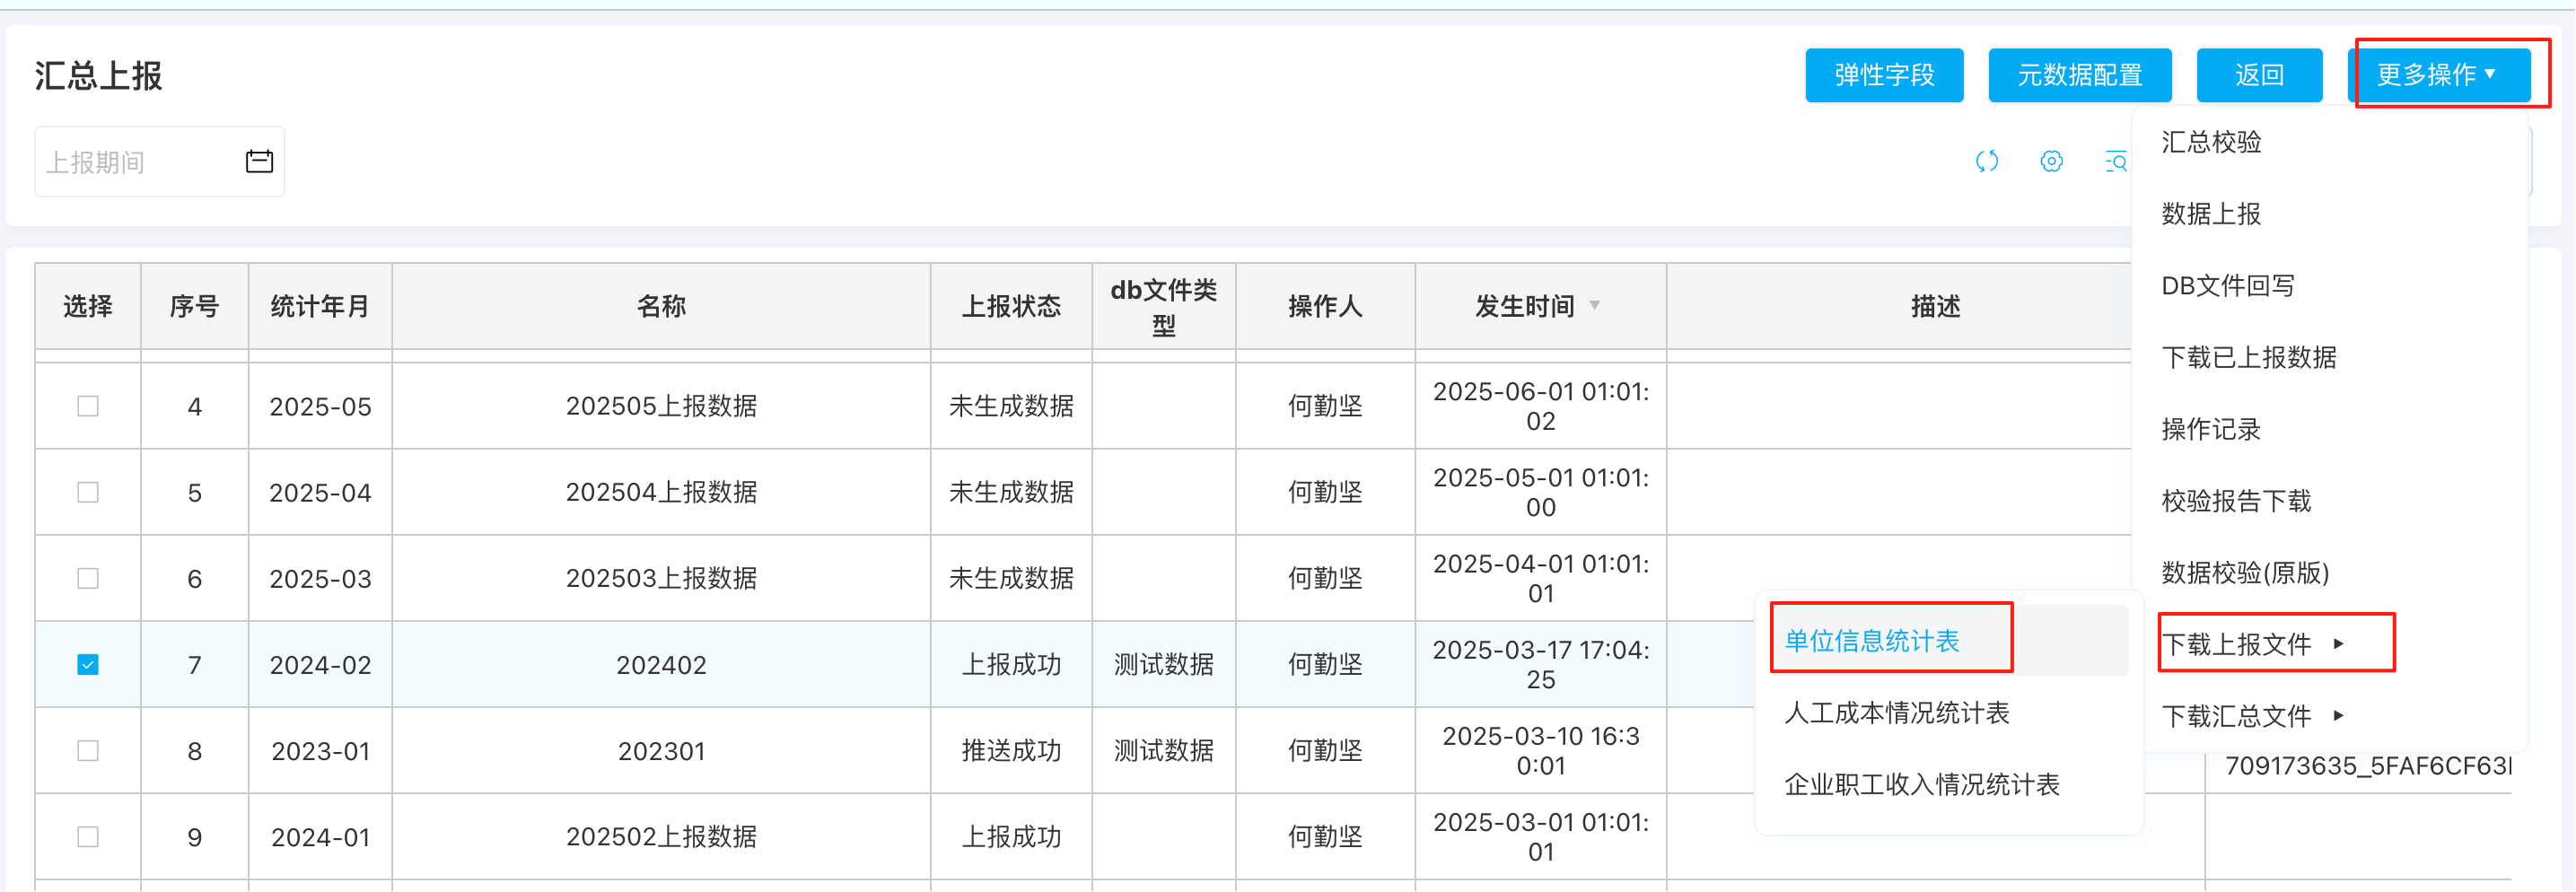 汇总上报
弹性字段
元数据配置
返回
更多操作
上报期间
汇总校验
数据上报
DB文件回写
下载已上报数据
操作记录
校验报告下载
数据校验(原版)
下载上报文件
下载汇总文件
单位信息统计表
人工成本情况统计表
企业职工收入情况统计表
选择 序号 统计年月 名称 上报状态 db文件类
型 操作人 发生时间 描述
4 2025-05 202505上报数据 未生成数据 何勤坚 2025-06-01 01:01:
02
5 2025-04 202504上报数据 未生成数据 何勤坚 2025-05-01 01:01:
00
6 2025-03 202503上报数据 未生成数据 何勤坚 2025-04-01 01:01:
01
7 2024-02 202402 上报成功 测试数据 何勤坚 2025-03-17 17:04:
25
8 2023-01 202301 推送成功 测试数据 何勤坚 2025-03-10 16:3
0:01
709173635_5FAF6CF63
9 2024-01 202502上报数据 上报成功 何勤坚 2025-03-01 01:01:
01